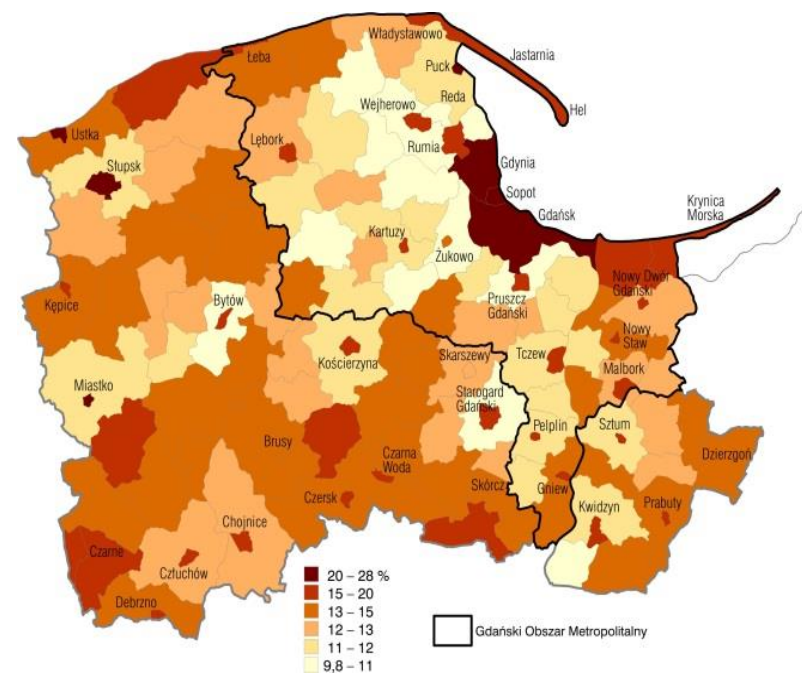 Władysławowo
Łeba
Jastarnia
Puck
Reda
Wejherowo
Hel
Ustka
Lębork
Rumia
Słupsk
Gdynia
Sopot
Krynica
Morska
Gdańsk
Kartuzy
Żukowo
Nowy Dwór
Gdański
Kępice
Bytów
Pruszcz
Gdański
Nowy
Staw
Kościerzyna
Skarszewy
Tczew
Malbork
Miastko
Starogard
Gdański
Pelplin
Sztum
Brusy
Czarna
Woda
Dzierzgoń
Skórcz
Gniew
Czersk
Kwidzyn
Prabuty
Chojnice
Czarne
Człuchów
Debrzno
20 – 28 %
15 – 20
13 – 15
12 – 13
11 – 12
9,8 – 11
Gdański Obszar Metropolitalny